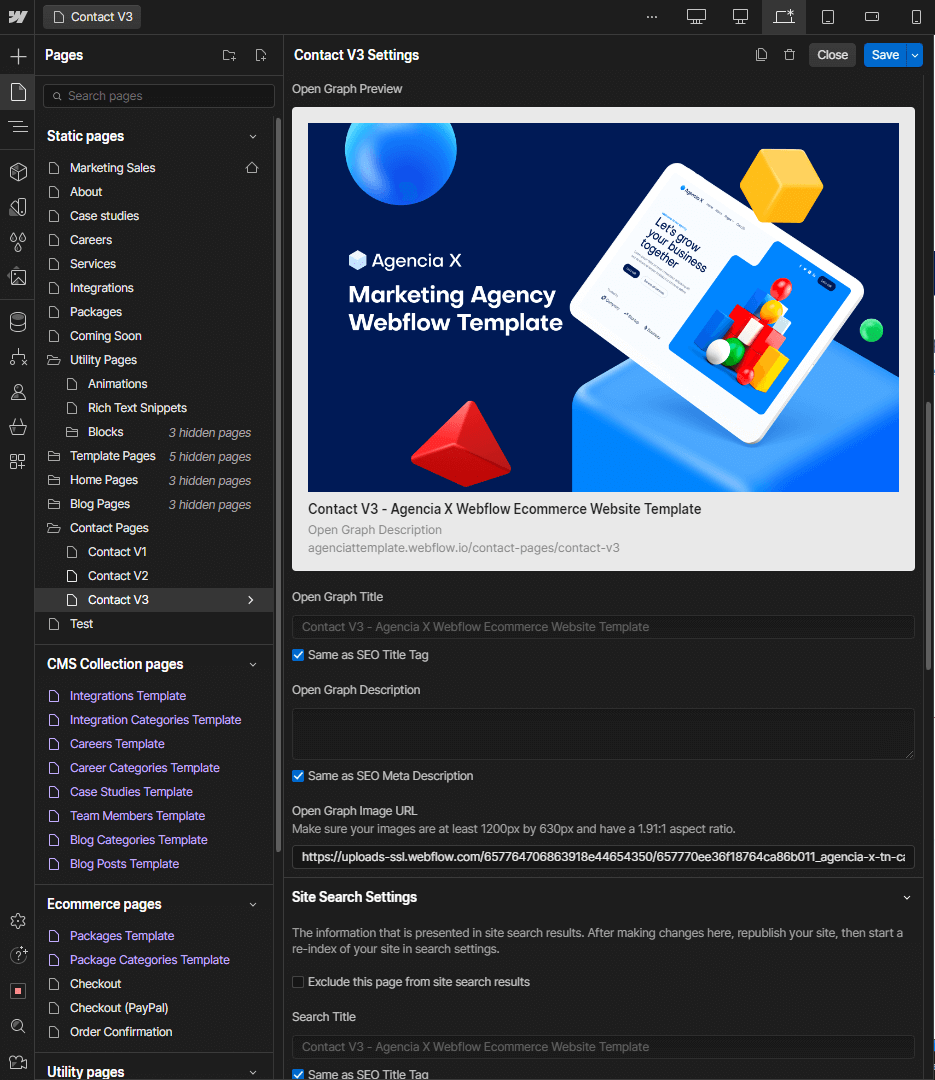 Contact V3
Pages
Search pages
Static pages
Marketing Sales
About
Case studies
Careers
Services
Integrations
Packages
Coming Soon
Utility Pages
Animations
Rich Text Snippets
Blocks 3 hidden pages
Template Pages 5 hidden pages
Home Pages 3 hidden pages
Blog Pages 3 hidden pages
Contact Pages
Contact V1
Contact V2
Contact V3
Test
CMS Collection pages
Integrations Template
Integration Categories Template
Careers Template
Career Categories Template
Case Studies Template
Team Members Template
Blog Categories Template
Blog Posts Template
Ecommerce pages
Packages Template
Package Categories Template
Checkout
Checkout (PayPal)
Order Confirmation
Utility pages
Contact V3 Settings
Close
Save
Open Graph Preview
Agencia X
Marketing Agency
Webflow Template
Agencia X
Let's grow
your business
together
Contact V3 - Agencia X Webflow Ecommerce Website Template
Open Graph Description
agenciattemplate.webflow.io/contact-pages/contact-v3
Open Graph Title
Contact V3 - Agencia X Webflow Ecommerce Website Template
Same as SEO Title Tag
Open Graph Description
Same as SEO Meta Description
Open Graph Image URL
Make sure your images are at least 1200px by 630px and have a 1.91:1 aspect ratio.
https://uploads-ssl.webflow.com/657764706863918e44654350/657770ee36f18764ca86b011_agencia-x-tn-ca
Site Search Settings
The information that is presented in site search results. After making changes here, republish your site, then start a
re-index of your site in search settings.
Exclude this page from site search results
Search Title
Contact V3 - Agencia X Webflow Ecommerce Website Template
Same as SEO Title Tag